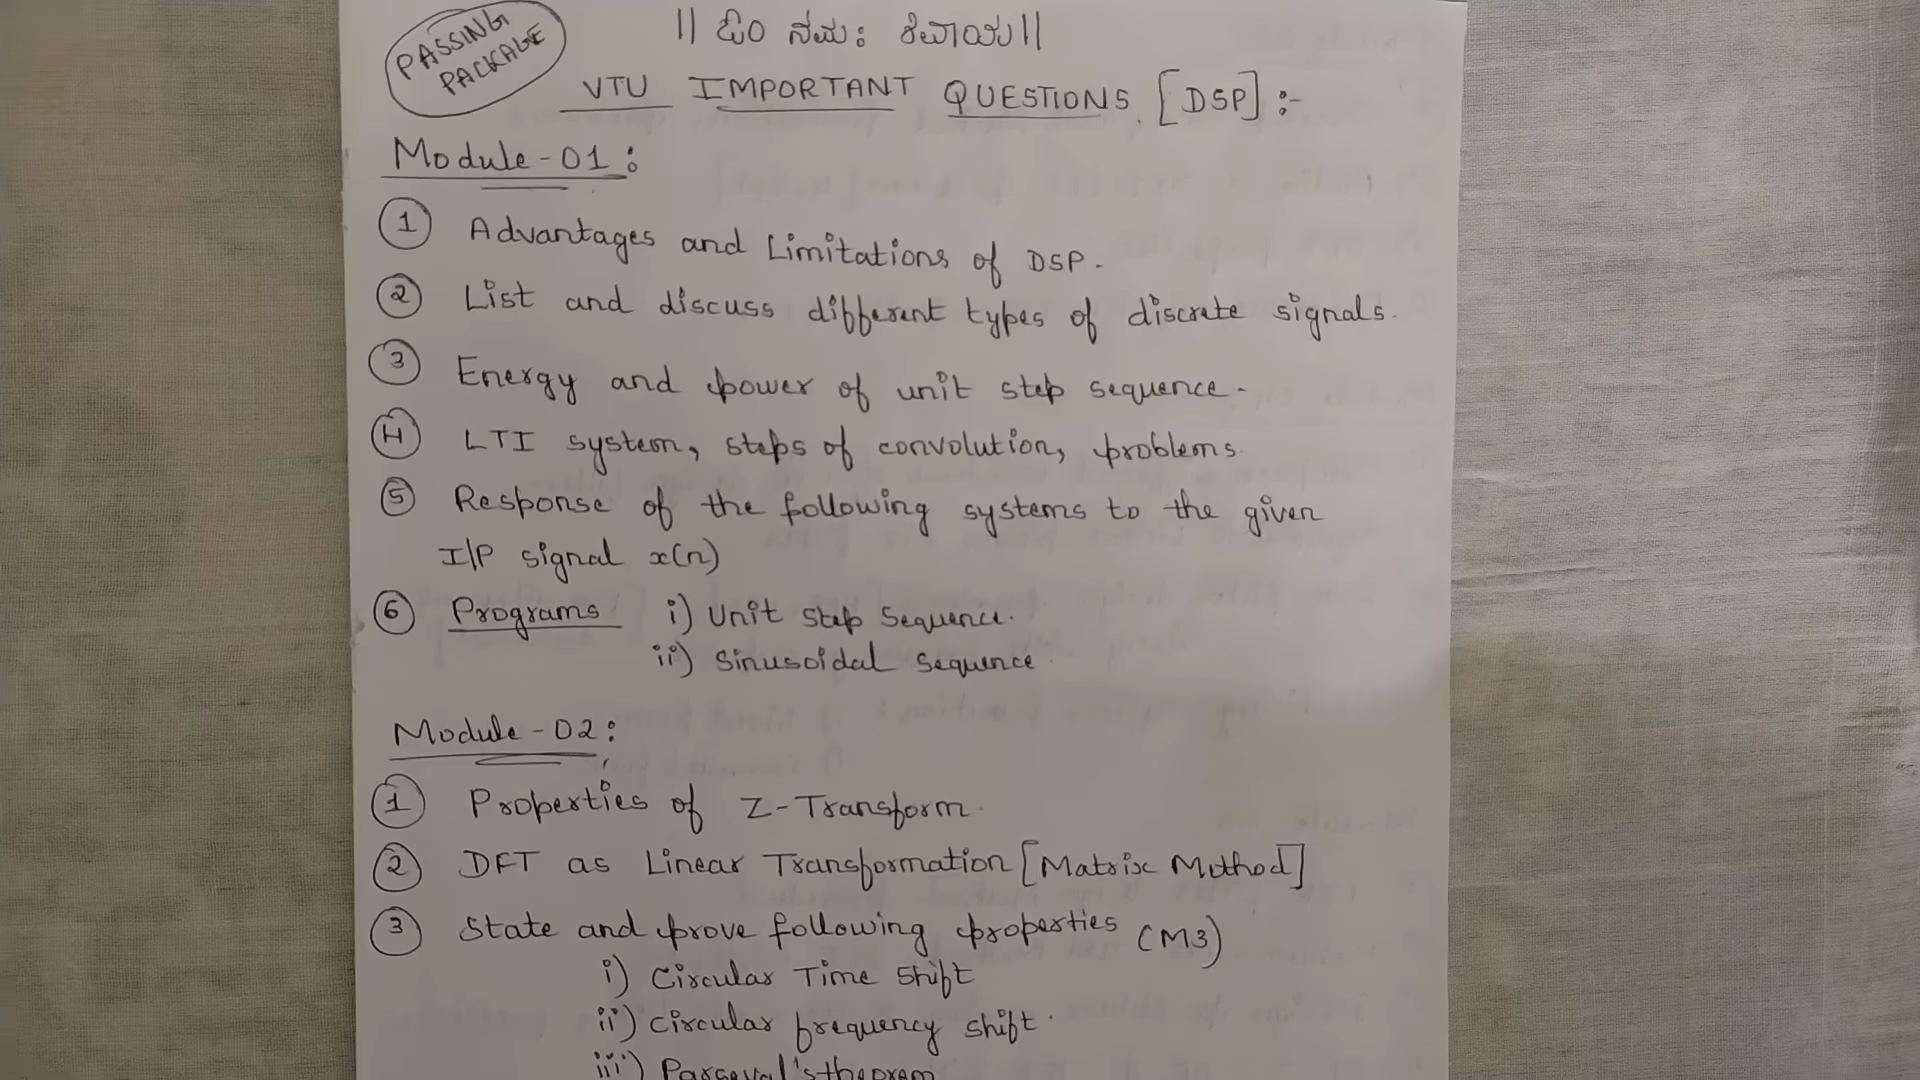 PASSING
PACKAGE
|| ಓಂ ನಮಃ ಶಿವಾಯ ||
VTU IMPORTANT QUESTIONS [DSP] :-
Module-01:
① Advantages and Limitations of DSP.
② List and discuss different types of discrete signals.
③ Energy and power of unit step sequence.
④ LTI system, steps of convolution, problems.
⑤ Response of the following systems to the given
I/P signal x(n)
⑥ Programs i) Unit Step Sequence.
ii) Sinusoidal Sequence.
Module-02:
① Properties of Z-Transform.
② DFT as Linear Transformation [Matrix Method]
③ State and prove following properties (M3)
i) Circular Time Shift
ii) Circular frequency shift.
iii) Parseval's theorem